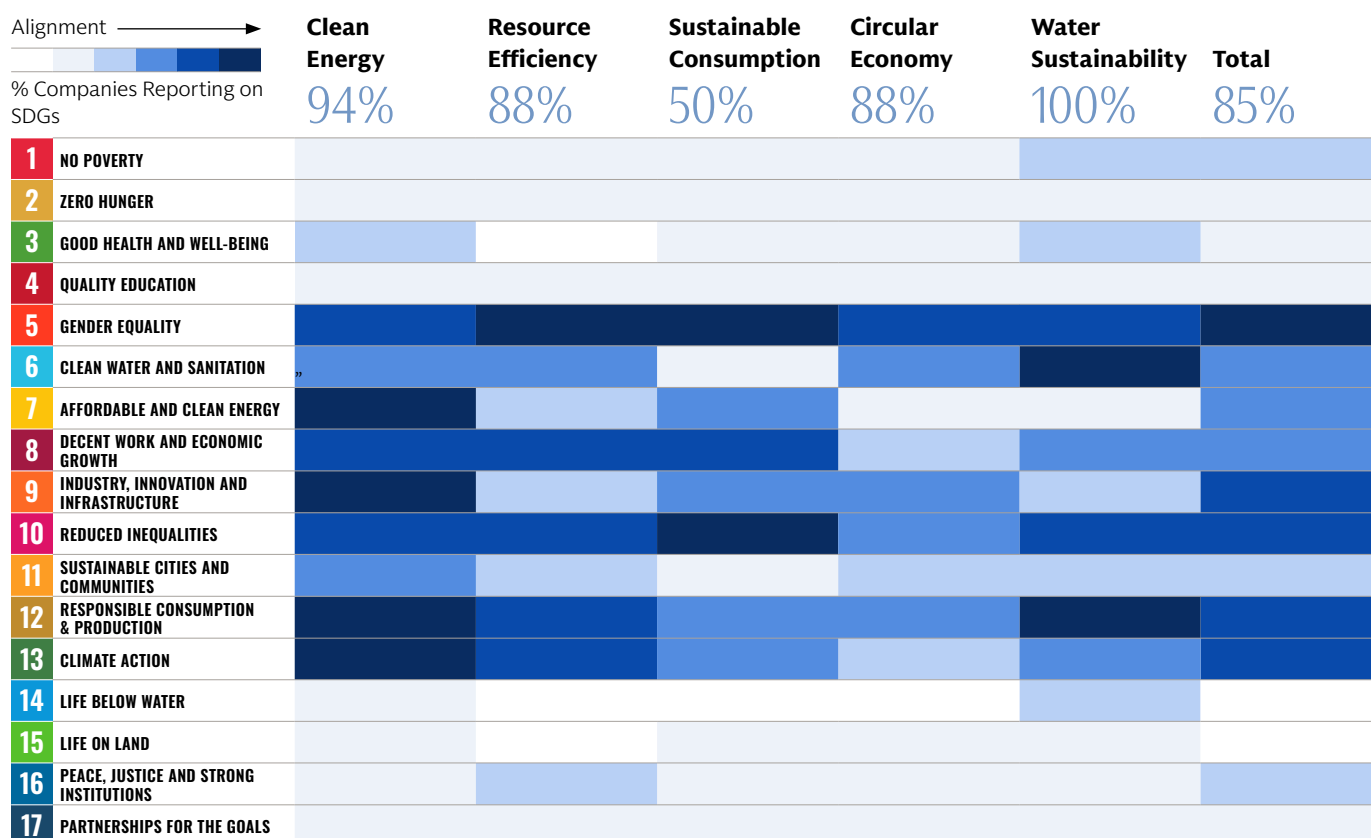 Alignment
% Companies Reporting on
SDGs
Clean
Energy
94%
Resource
Efficiency
88%
Sustainable
Consumption
50%
Circular
Economy
88%
Water
Sustainability
100%
Total
85%
1 NO POVERTY
2 ZERO HUNGER
3 GOOD HEALTH AND WELL-BEING
4 QUALITY EDUCATION
5 GENDER EQUALITY
6 CLEAN WATER AND SANITATION „
7 AFFORDABLE AND CLEAN ENERGY
8 DECENT WORK AND ECONOMIC
GROWTH
9 INDUSTRY, INNOVATION AND
INFRASTRUCTURE
10 REDUCED INEQUALITIES
11 SUSTAINABLE CITIES AND
COMMUNITIES
12 RESPONSIBLE CONSUMPTION
& PRODUCTION
13 CLIMATE ACTION
14 LIFE BELOW WATER
15 LIFE ON LAND
16 PEACE, JUSTICE AND STRONG
INSTITUTIONS
17 PARTNERSHIPS FOR THE GOALS